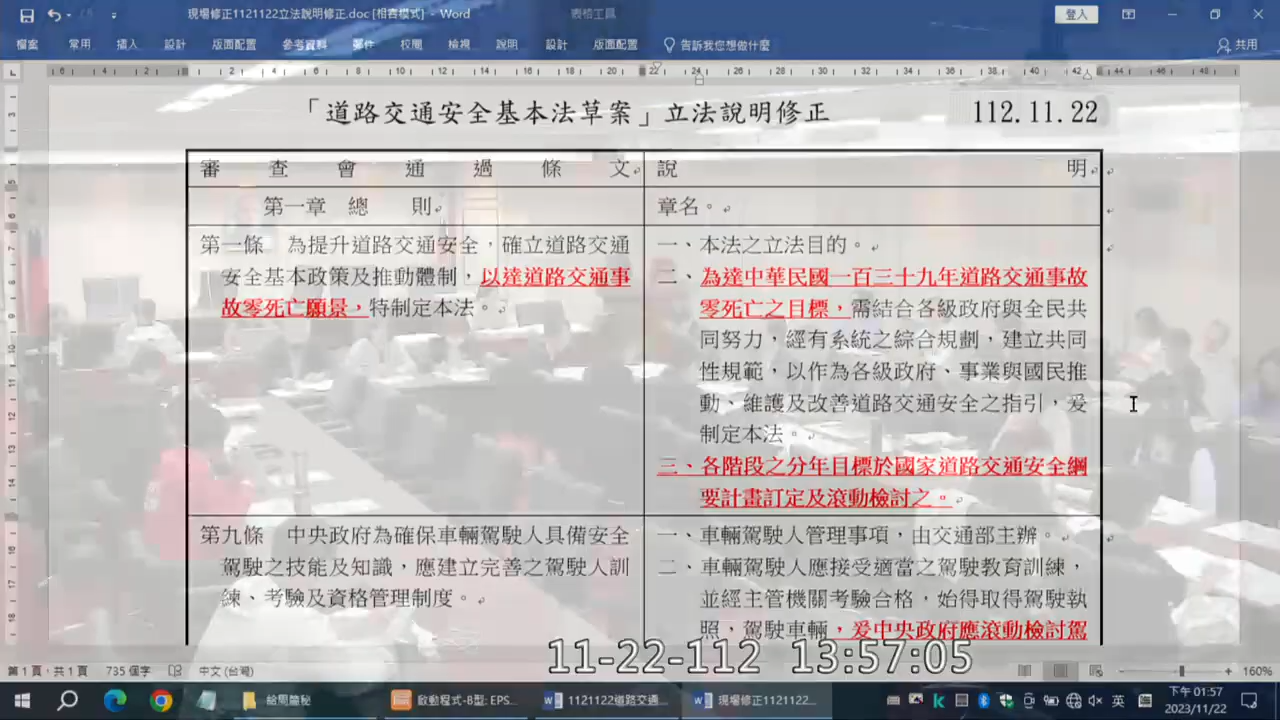 現場修正1121122立法說明修正.doc [相容模式] - Word
表格工具
登入
檔案 常用 插入 設計 版面配置 參考資料 郵件 校閱 檢視 說明 設計 版面配置 告訴我您想做什麼 共用
「道路交通安全基本法草案」立法說明修正 112.11.22
審查會通過條文
說明
第一章 總 則
章名。
第一條 為提升道路交通安全，確立道路交通
安全基本政策及推動體制，以達道路交通事
故零死亡願景，特制定本法。
一、本法之立法目的。
二、為達中華民國一百三十九年道路交通事故
零死亡之目標，需結合各級政府與全民共
同努力，經有系統之綜合規劃，建立共同
性規範，以作為各級政府、事業與國民推
動、維護及改善道路交通安全之指引，爰
制定本法。
三、各階段之分年目標於國家道路交通安全綱
要計畫訂定及滾動檢討之。
第九條 中央政府為確保車輛駕駛人具備安全
駕駛之技能及知識，應建立完善之駕駛人訓
練、考驗及資格管理制度。
一、車輛駕駛人管理事項，由交通部主辦。
二、車輛駕駛人應接受適當之駕駛教育訓練，
並經主管機關考驗合格，始得取得駕駛執
照，駕駛車輛，爰中央政府應滾動檢討駕
11-22-112 13:57:05
第 1 頁，共 1 頁 735 個字 中文 (台灣) 160%
繪周簡秘 啟動程式-B型: EPS... 1121122道路交通... 現場修正1121122... 英 下午 01:57
2023/11/22